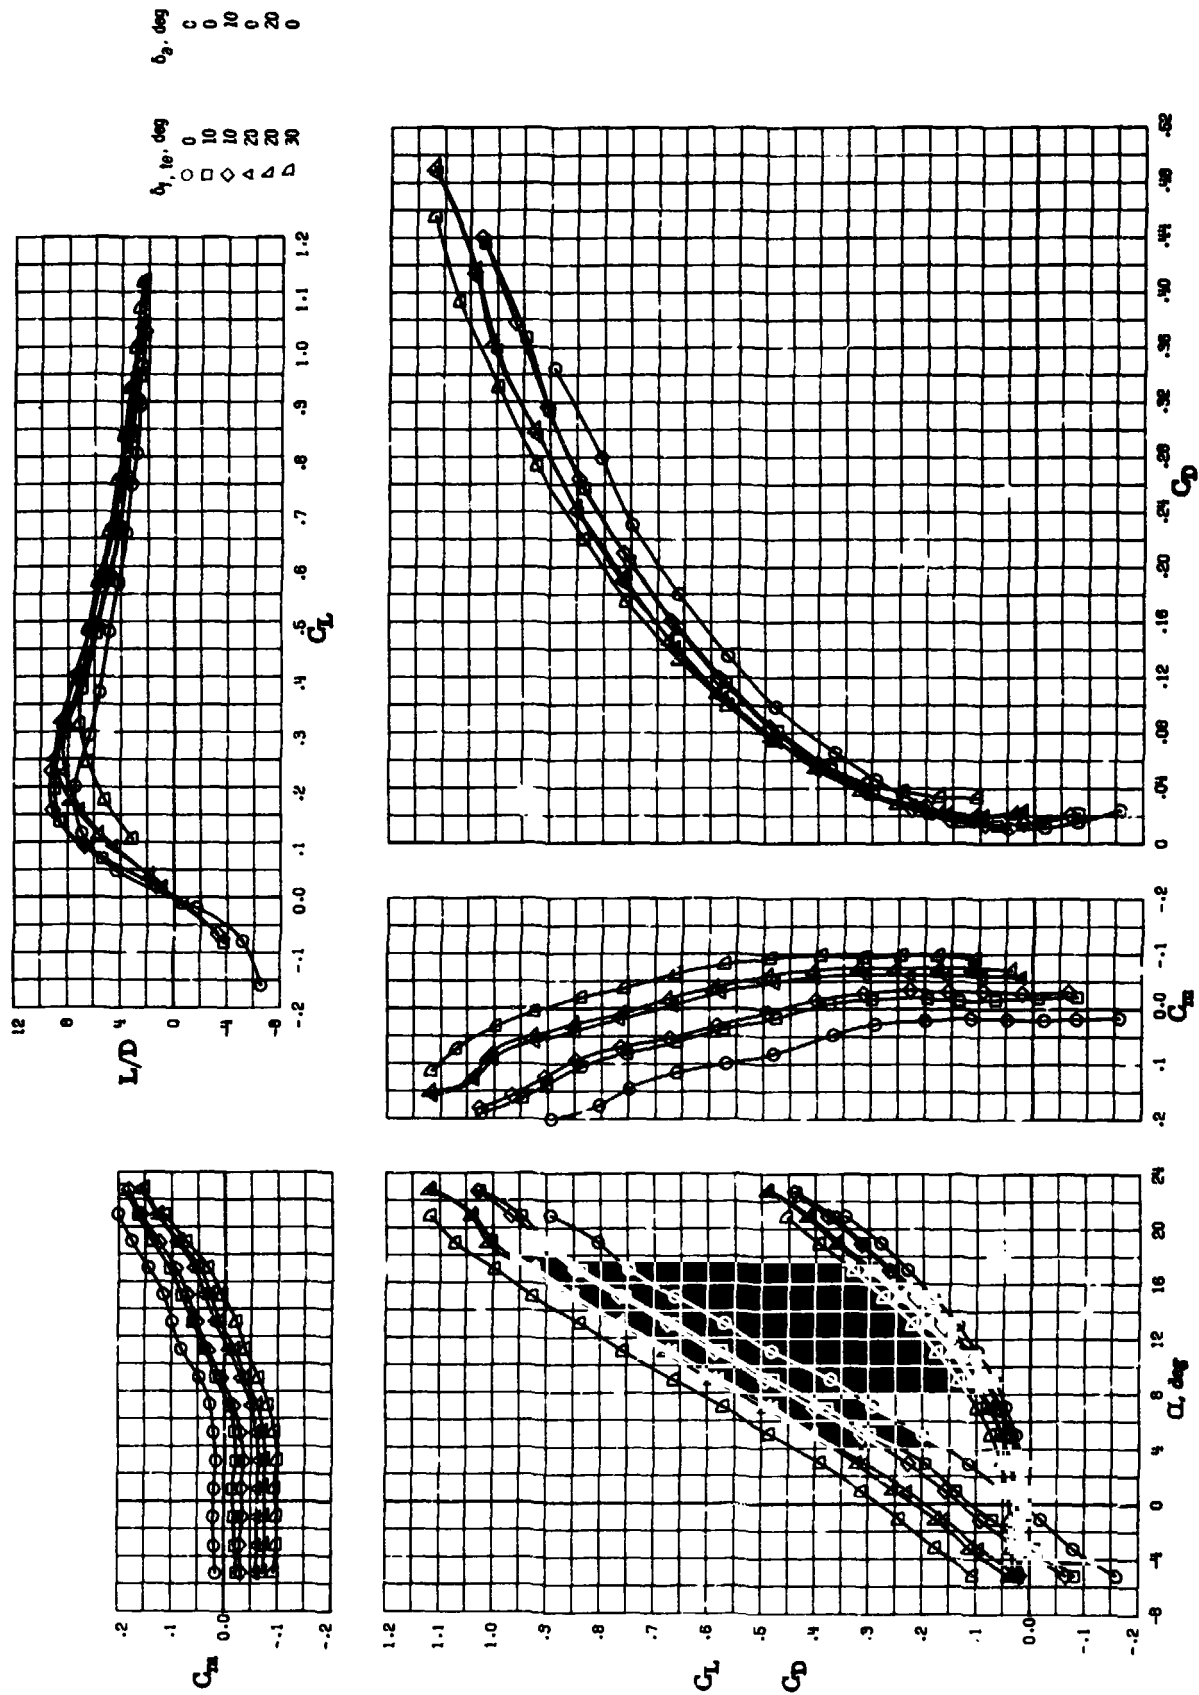 δf, te, deg δa, deg
0 0
10 0
10 10
20 0
20 20
30 0
L/D
12
8
4
0
-4
-8
-.2 -.1 0.0 .1 .2 .3 .4 .5 .6 .7 .8 .9 1.0 1.1 1.2
CL
Cm
.2
.1
0.0
-.1
-.2
CL
CD
1.2
1.1
1.0
.9
.8
.7
.6
.5
.4
.3
.2
.1
0.0
-.1
-.2
-8 -4 0 4 8 12 16 20 24
α, deg
.2 .1 0.0 -.1 -.2
Cm
0 .04 .08 .12 .16 .20 .24 .28 .32 .36 .40 .44 .48 .52
CD